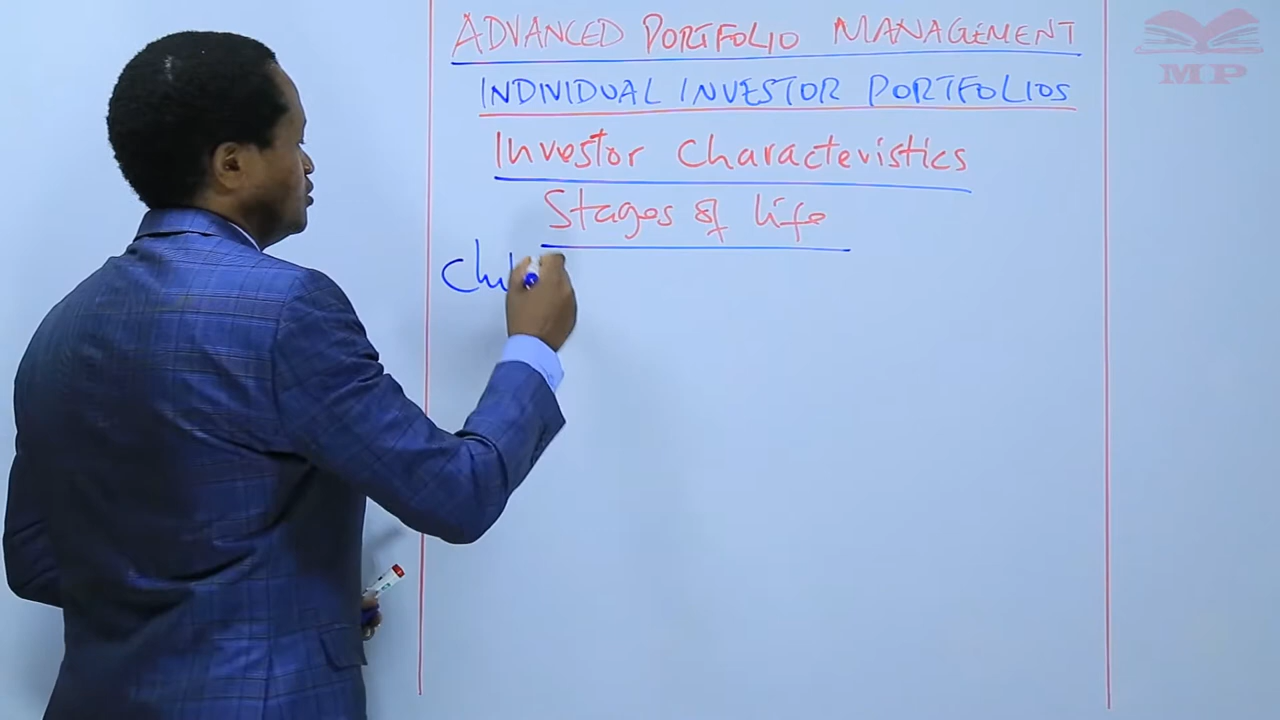 ADVANCED PORTFOLIO MANAGEMENT
MP
INDIVIDUAL INVESTOR PORTFOLIOS
Investor Characteristics
Stages of life